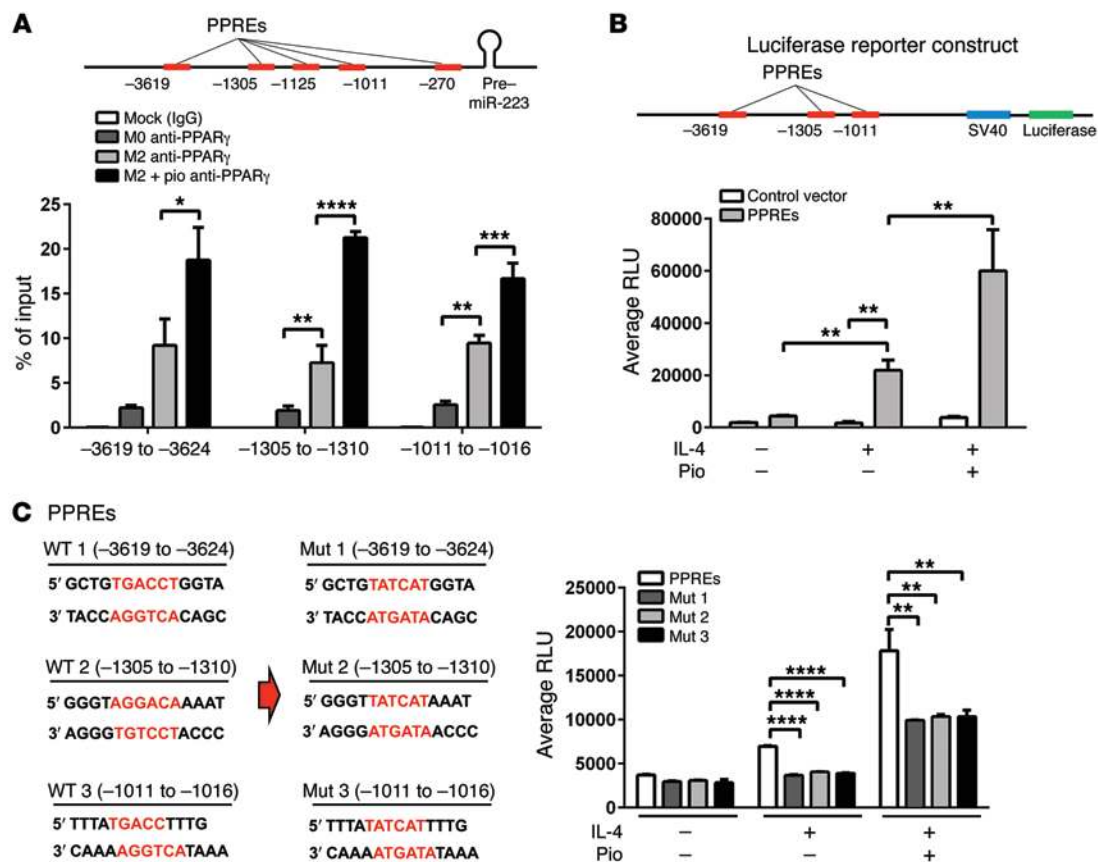 A
PPREs
–3619 –1305 –1125 –1011 –270 Pre–
miR-223
Mock (IgG)
M0 anti-PPARγ
M2 anti-PPARγ
M2 + pio anti-PPARγ
% of input
25
20
15
10
5
0
* **** ***
** **
–3619 to –3624 –1305 to –1310 –1011 to –1016
B
Luciferase reporter construct
PPREs
–3619 –1305 –1011 SV40 Luciferase
Control vector
PPREs
Average RLU
80000
60000
40000
20000
0
**
**
**
IL-4 – + +
Pio – – +
C PPREs
WT 1 (–3619 to –3624)
5′ GCTGTGACCTGGTA
3′ TACCAGGTCACAGC
Mut 1 (–3619 to –3624)
5′ GCTGTATCATGGTA
3′ TACCATGATACAGC
WT 2 (–1305 to –1310)
5′ GGGTAGGACAAAAT
3′ AGGGTGTCCTACCC
Mut 2 (–1305 to –1310)
5′ GGGTTATCATAAAT
3′ AGGGATGATAACCC
WT 3 (–1011 to –1016)
5′ TTTATGACCTTTG
3′ CAAAAGGTCATAAA
Mut 3 (–1011 to –1016)
5′ TTTATATCATTTTG
3′ CAAAATGATATAAA
PPREs
Mut 1
Mut 2
Mut 3
Average RLU
25000
20000
15000
10000
5000
0
****
****
****
**
**
**
IL-4 – + +
Pio – – +